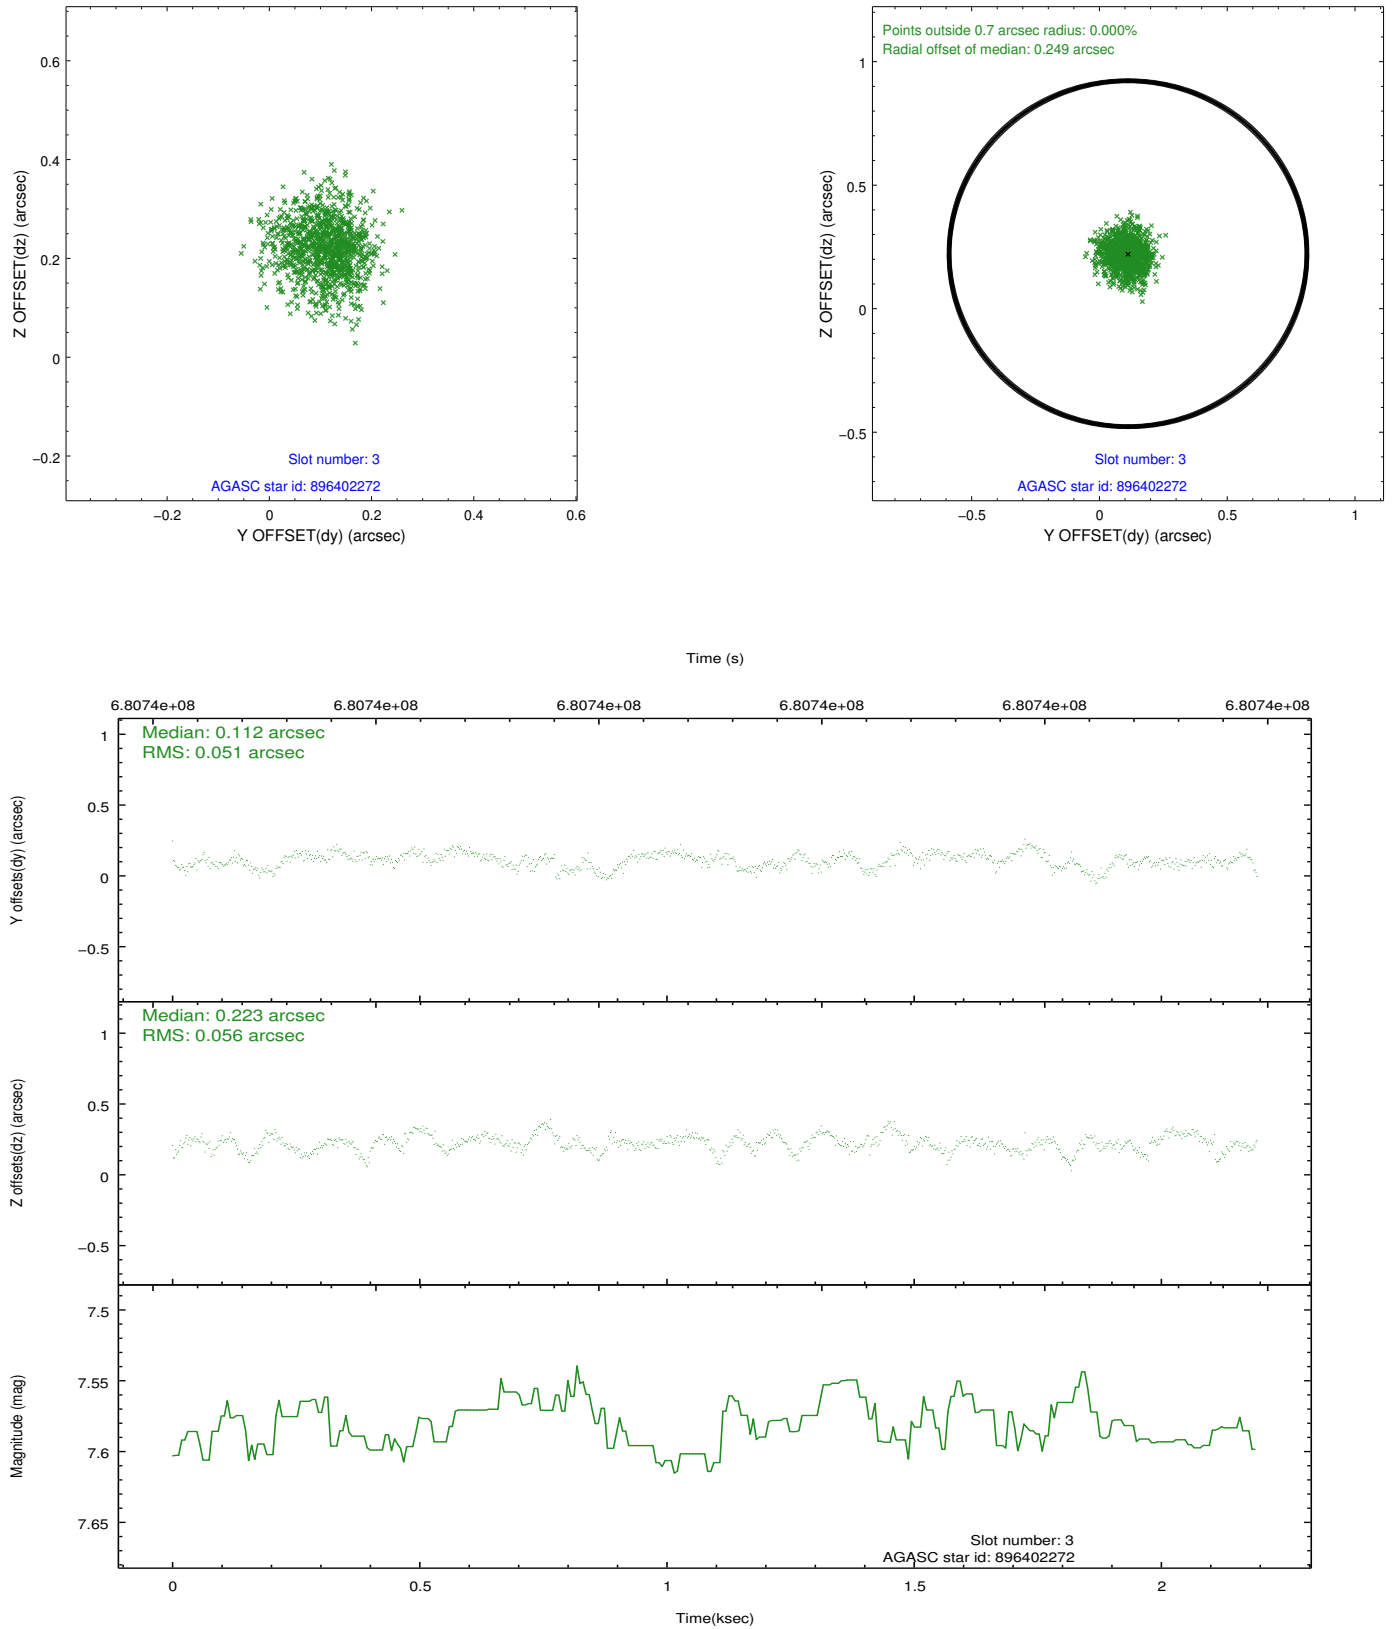 0.6
0.4
0.2
0
−0.2
Z OFFSET(dz) (arcsec)
Slot number: 3
AGASC star id: 896402272
−0.2 0 0.2 0.4 0.6
Y OFFSET(dy) (arcsec)
Points outside 0.7 arcsec radius: 0.000%
Radial offset of median: 0.249 arcsec
1
0.5
0
−0.5
Z OFFSET(dz) (arcsec)
Slot number: 3
AGASC star id: 896402272
−0.5 0 0.5 1
Y OFFSET(dy) (arcsec)
Time (s)
6.8074e+08 6.8074e+08 6.8074e+08 6.8074e+08 6.8074e+08 6.8074e+08
Median: 0.112 arcsec
RMS: 0.051 arcsec
1
0.5
0
−0.5
Y offsets(dy) (arcsec)
Median: 0.223 arcsec
RMS: 0.056 arcsec
1
0.5
0
−0.5
Z offsets(dz) (arcsec)
7.5
7.55
7.6
7.65
Magnitude (mag)
Slot number: 3
AGASC star id: 896402272
0 0.5 1 1.5 2
Time(ksec)